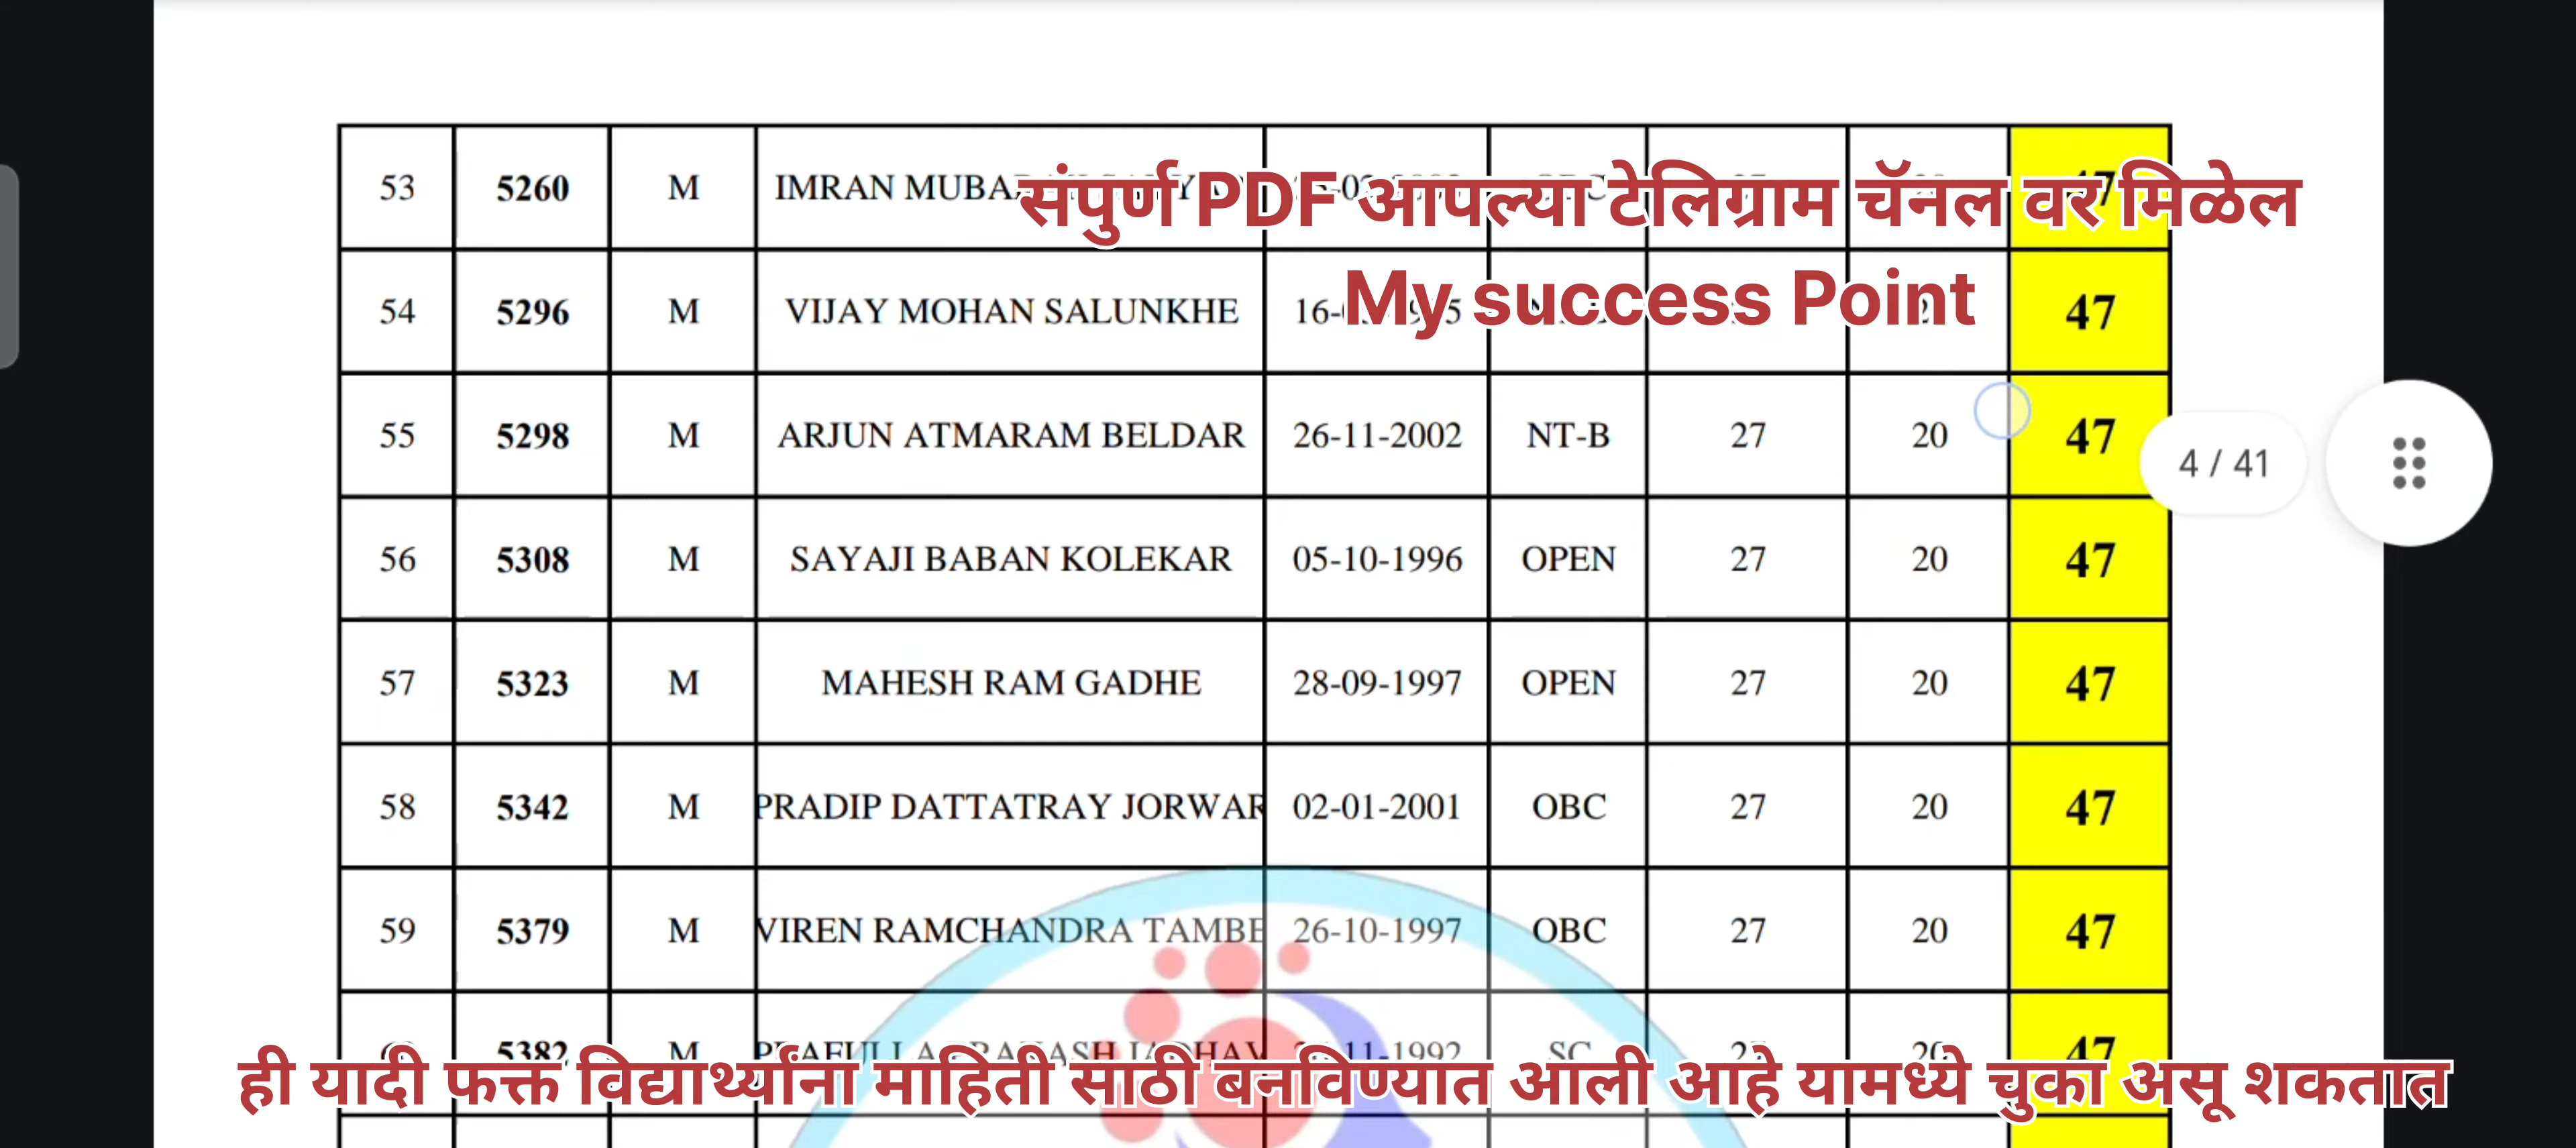 53 5260 M IMRAN
संपुर्ण PDF आपल्या टेलिग्राम चॅनल वर मिळेल
54 5296 M VIJAY MOHAN SALUNKHE 47
My success Point
55 5298 M ARJUN ATMARAM BELDAR 26-11-2002 NT-B 27 20 47
4 / 41
56 5308 M SAYAJI BABAN KOLEKAR 05-10-1996 OPEN 27 20 47
57 5323 M MAHESH RAM GADHE 28-09-1997 OPEN 27 20 47
58 5342 M PRADIP DATTATRAY JORWAR 02-01-2001 OBC 27 20 47
59 5379 M VIREN RAMCHANDRA TAMBE 26-10-1997 OBC 27 20 47
5382 M SC 47
ही यादी फक्त विद्यार्थ्यांना माहिती साठी बनविण्यात आली आहे यामध्ये चुका असू शकतात